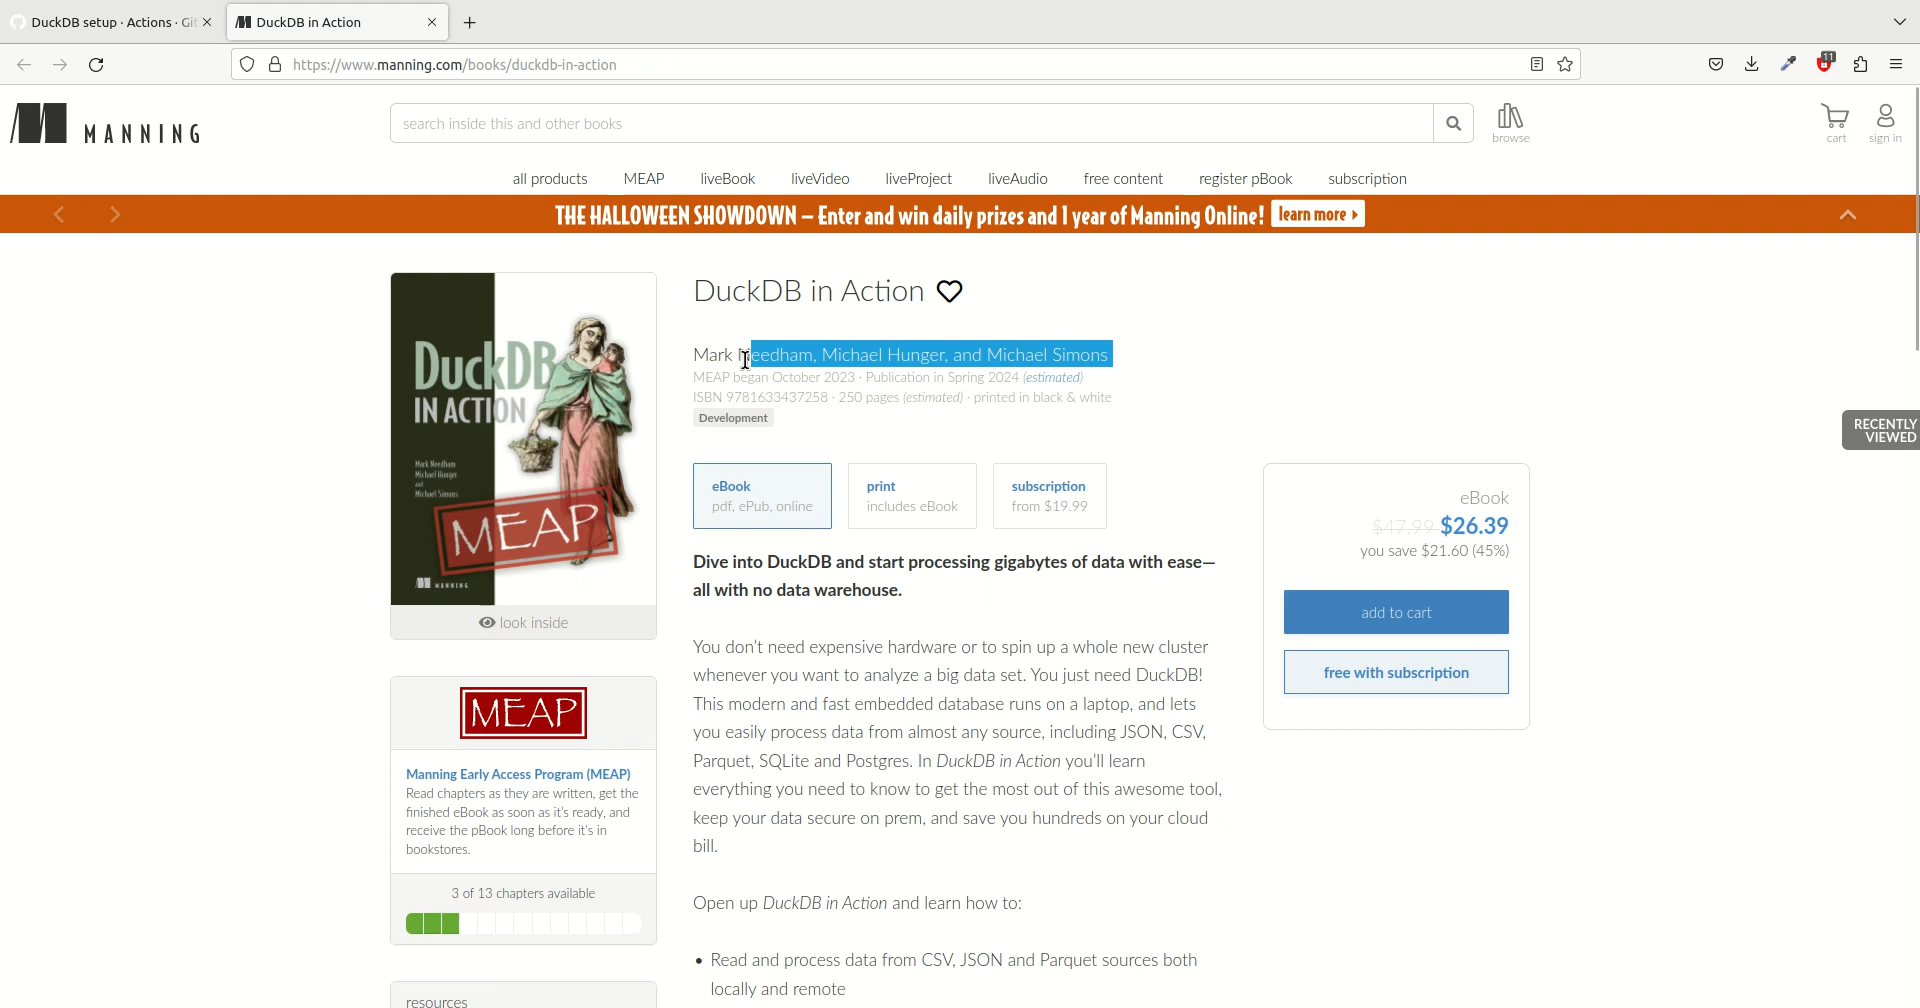 DuckDB setup · Actions · Git
DuckDB in Action
https://www.manning.com/books/duckdb-in-action
11
MANNING
search inside this and other books
browse
cart
sign in
all products MEAP liveBook liveVideo liveProject liveAudio free content register pBook subscription
THE HALLOWEEN SHOWDOWN – Enter and win daily prizes and 1 year of Manning Online! learn more
DuckDB in Action
Mark Needham, Michael Hunger, and Michael Simons
MEAP began October 2023 · Publication in Spring 2024 (estimated)
ISBN 9781633437258 · 250 pages (estimated) · printed in black & white
Development
DuckDB
IN ACTION
Mark Needham
Michael Hunger
and
Michael Simons
MEAP
MANNING
look inside
RECENTLY
VIEWED
eBook
pdf, ePub, online
print
includes eBook
subscription
from $19.99
eBook
$47.99 $26.39
you save $21.60 (45%)
add to cart
free with subscription
Dive into DuckDB and start processing gigabytes of data with ease—
all with no data warehouse.
You don't need expensive hardware or to spin up a whole new cluster
whenever you want to analyze a big data set. You just need DuckDB!
This modern and fast embedded database runs on a laptop, and lets
you easily process data from almost any source, including JSON, CSV,
Parquet, SQLite and Postgres. In DuckDB in Action you'll learn
everything you need to know to get the most out of this awesome tool,
keep your data secure on prem, and save you hundreds on your cloud
bill.
Open up DuckDB in Action and learn how to:
• Read and process data from CSV, JSON and Parquet sources both
locally and remote
MEAP
Manning Early Access Program (MEAP)
Read chapters as they are written, get the
finished eBook as soon as it's ready, and
receive the pBook long before it's in
bookstores.
3 of 13 chapters available
resources